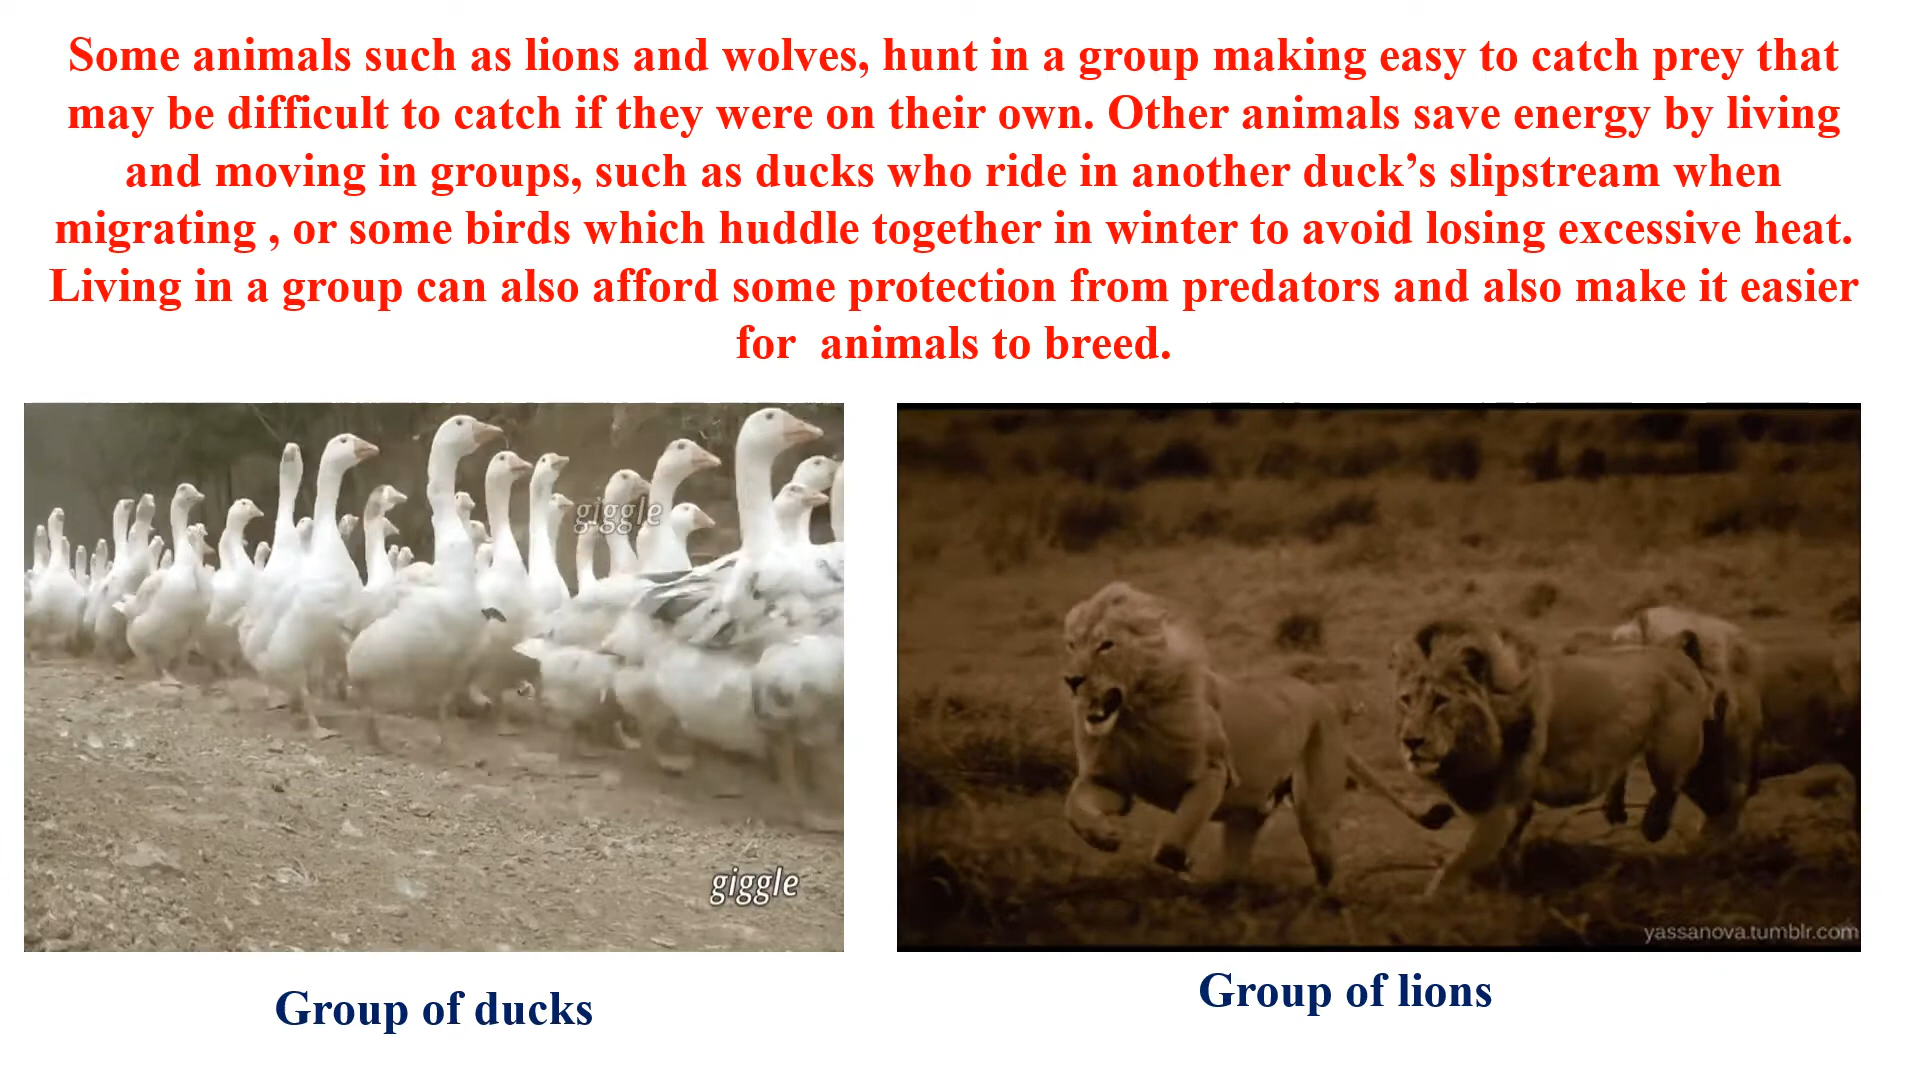 Some animals such as lions and wolves, hunt in a group making easy to catch prey that
may be difficult to catch if they were on their own. Other animals save energy by living
and moving in groups, such as ducks who ride in another duck’s slipstream when
migrating , or some birds which huddle together in winter to avoid losing excessive heat.
Living in a group can also afford some protection from predators and also make it easier
for  animals to breed.
giggle
giggle
yassanova.tumblr.com
Group of ducks
Group of lions